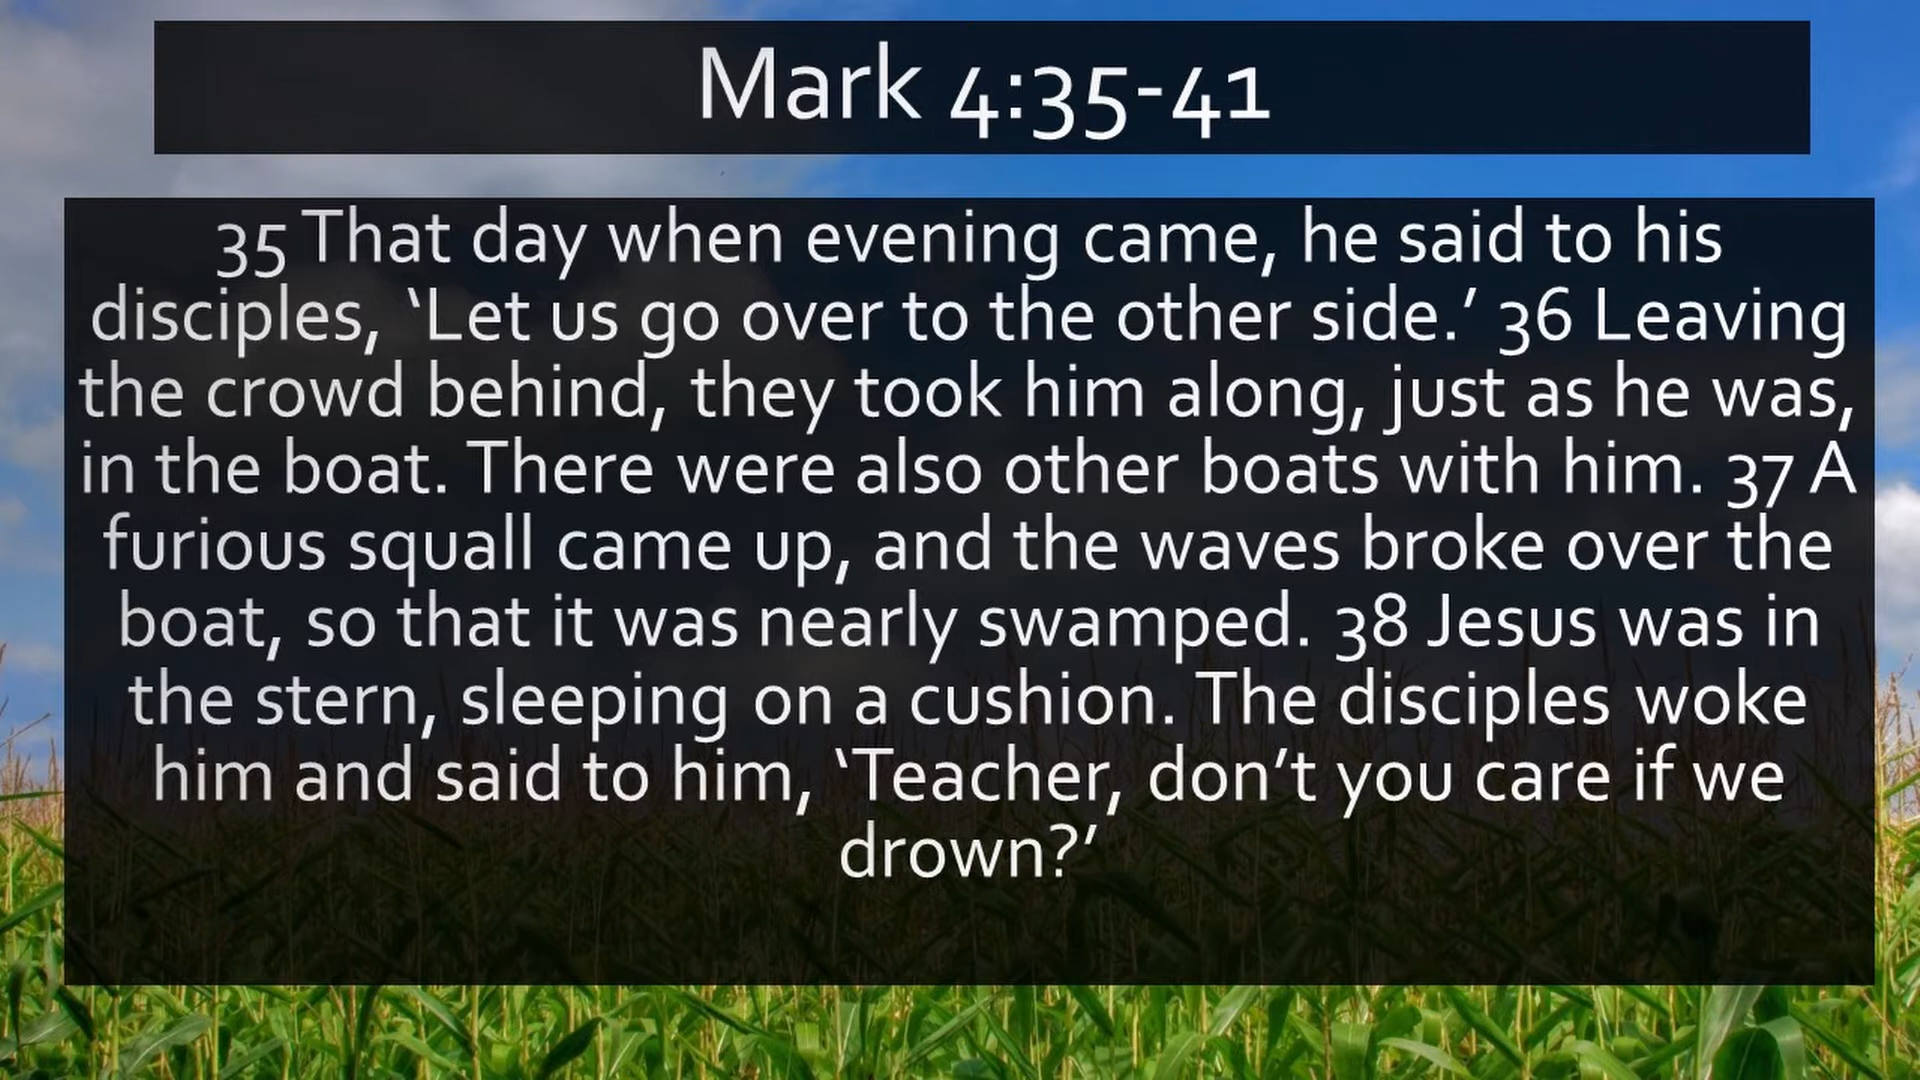 Mark 4:35-41
35 That day when evening came, he said to his
disciples, ‘Let us go over to the other side.’ 36 Leaving
the crowd behind, they took him along, just as he was,
in the boat. There were also other boats with him. 37 A
furious squall came up, and the waves broke over the
boat, so that it was nearly swamped. 38 Jesus was in
the stern, sleeping on a cushion. The disciples woke
him and said to him, ‘Teacher, don’t you care if we
drown?’